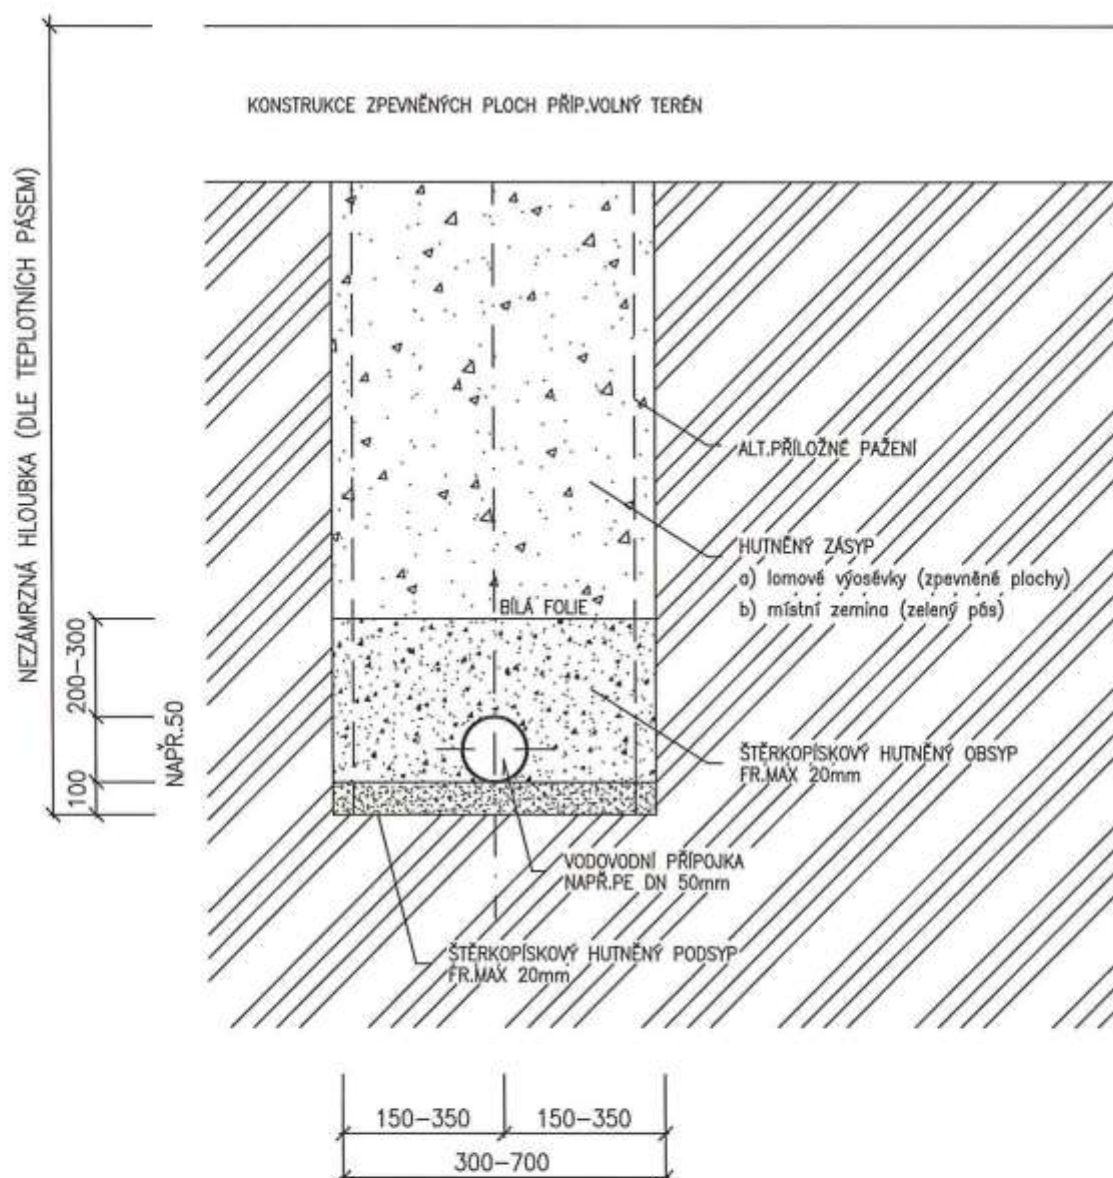 KONSTRUKCE ZPEVNĚNÝCH PLOCH PŘÍP.VOLNÝ TERÉN
NEZÁMRZNÁ HLOUBKA (DLE TEPLOTNÍCH PÁSEM)
ALT.PŘÍLOŽNÉ PAŽENÍ
HUTNĚNÝ ZÁSYP
a) lomové výosěvky (zpevněné plochy)
b) místní zemina (zelený pás)
BÍLÁ FOLIE
200-300
NAPŘ.50
100
ŠTĚRKOPÍSKOVÝ HUTNĚNÝ OBSYP
FR.MAX 20mm
VODOVODNÍ PŘÍPOJKA
NAPŘ.PE DN 50mm
ŠTĚRKOPÍSKOVÝ HUTNĚNÝ PODSYP
FR.MAX 20mm
150-350
150-350
300-700